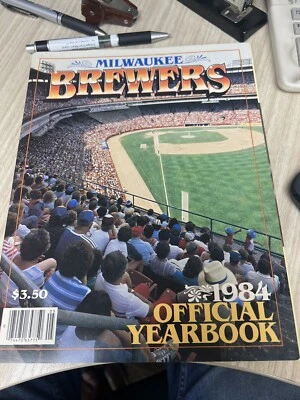 MILWAUKEE
BREWERS
$3.50
1984
OFFICIAL
YEARBOOK